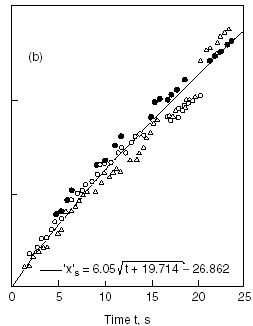 (b)
'x's = 6.05√t + 19.714 − 26.862
0 5 10 15 20 25
Time t, s